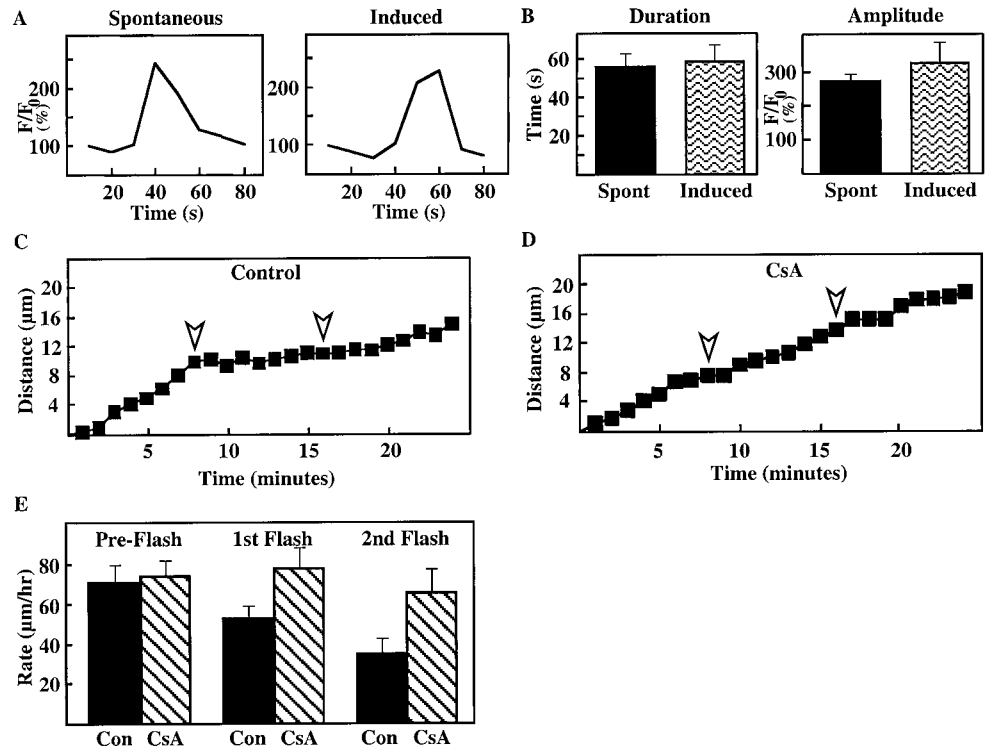 A
Spontaneous
F/F0 (%)
200
100
20 40 60 80
Time (s)
Induced
200
100
20 40 60 80
Time (s)
B
Duration
Time (s)
60
40
20
Spont Induced
Amplitude
F/F0 (%)
300
100
Spont Induced
C
Control
Distance (μm)
20
16
12
8
4
5 10 15 20
Time (minutes)
D
CsA
Distance (μm)
20
16
12
8
4
5 10 15 20
Time (minutes)
E
Pre-Flash 1st Flash 2nd Flash
Rate (μm/hr)
80
60
40
20
Con CsA Con CsA Con CsA